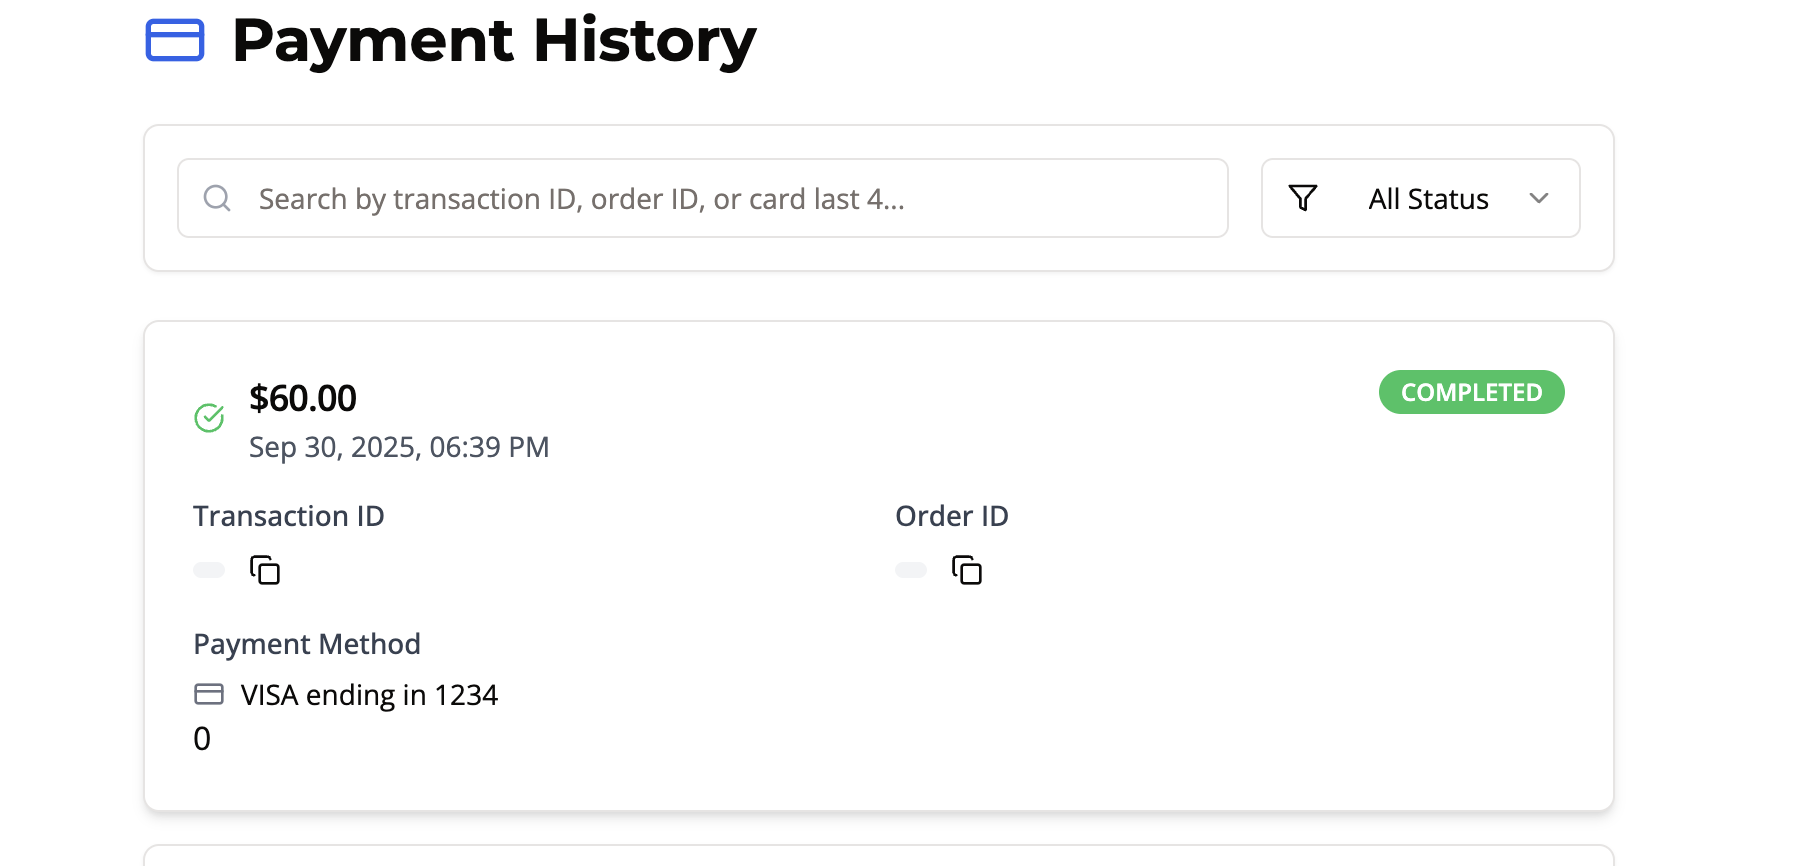 Payment History
Search by transaction ID, order ID, or card last 4...
All Status
$60.00
COMPLETED
Sep 30, 2025, 06:39 PM
Transaction ID
Order ID
Payment Method
VISA ending in 1234
0